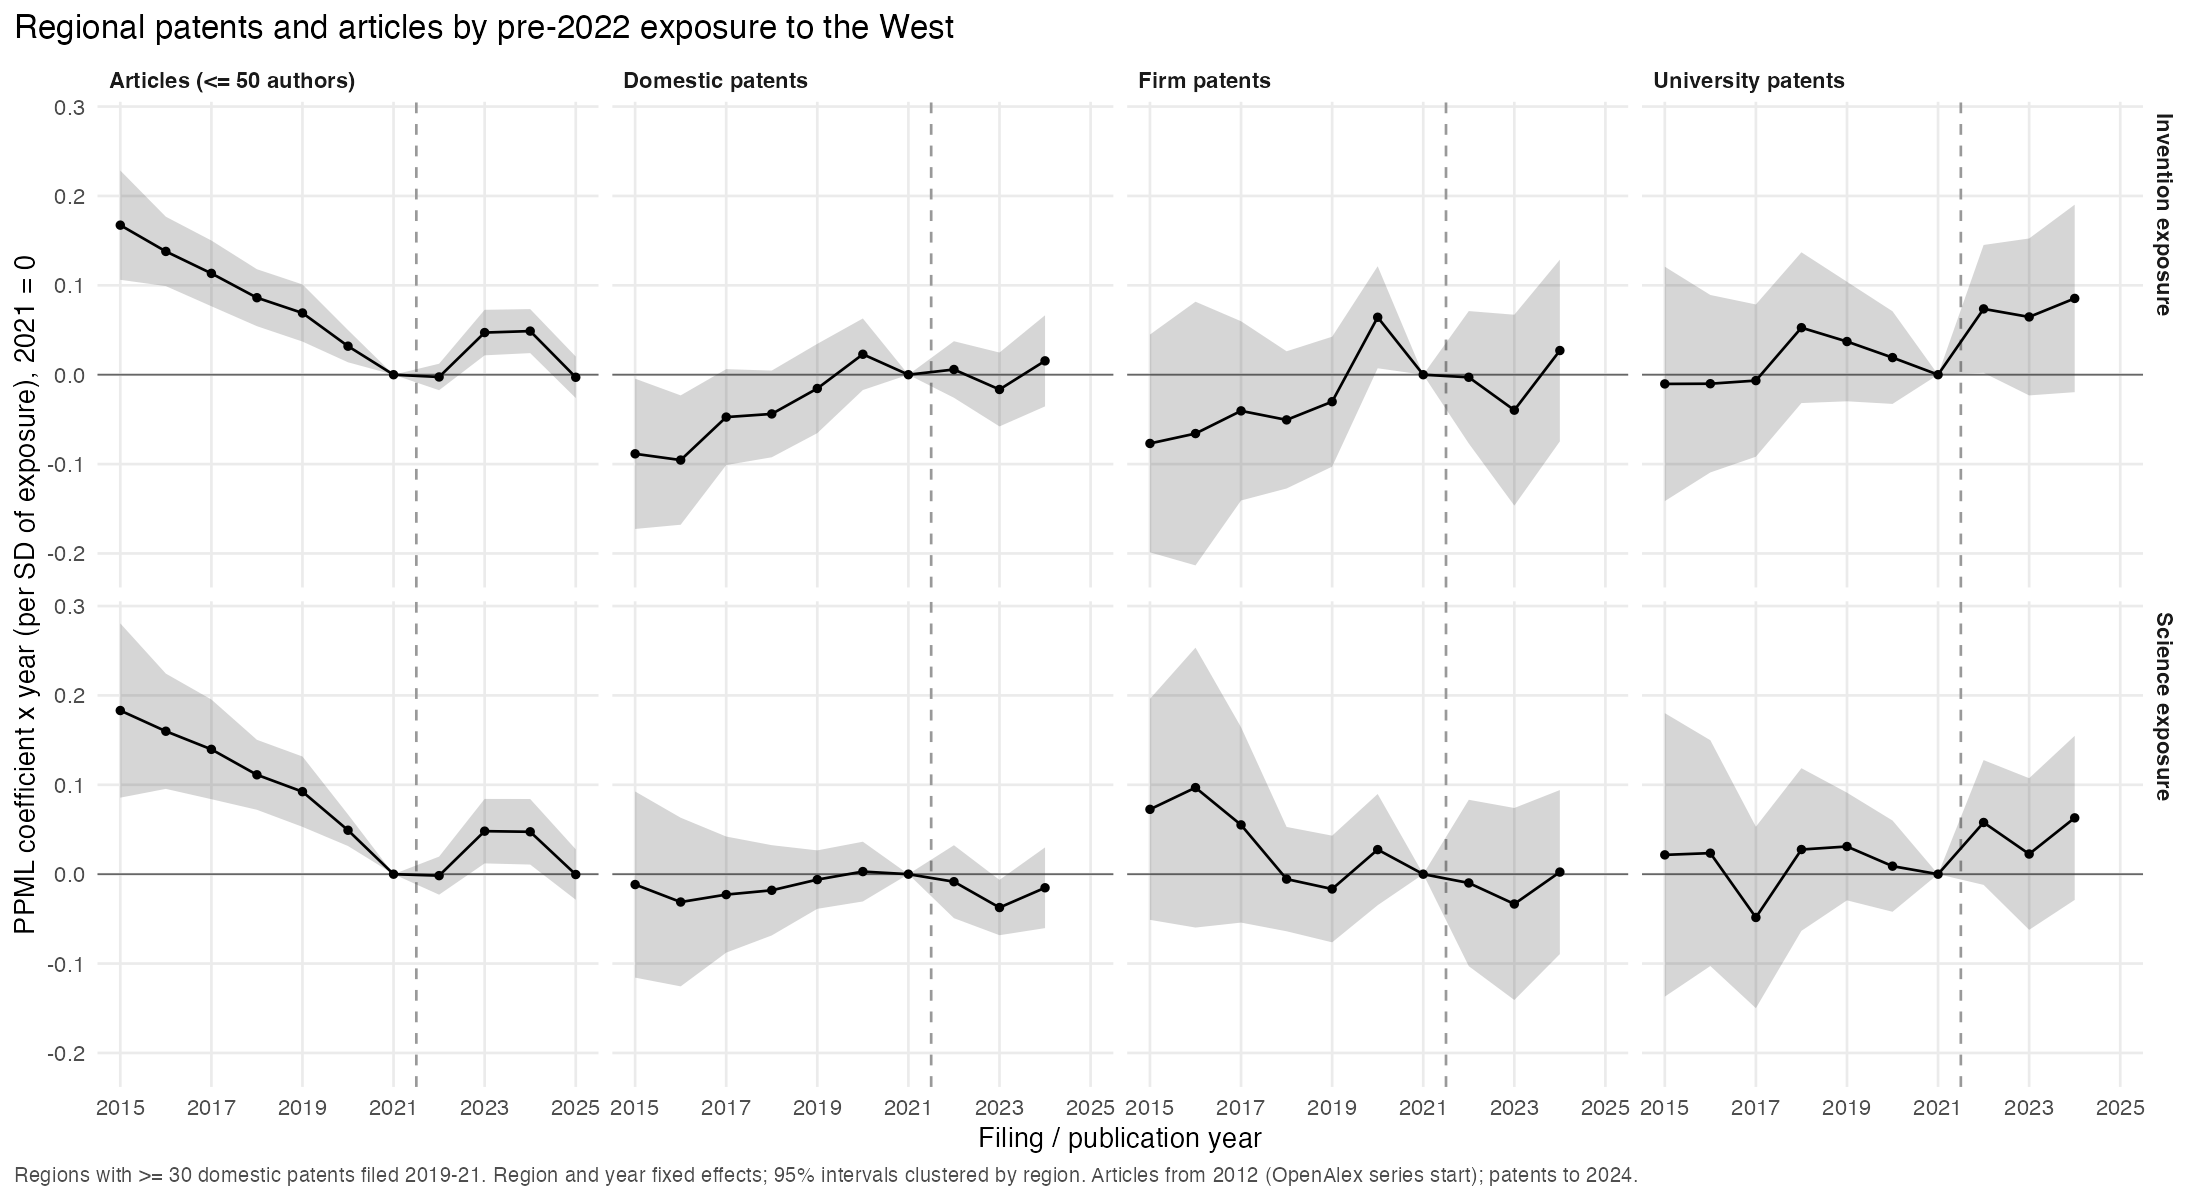 Regional patents and articles by pre-2022 exposure to the West
Articles (<= 50 authors)
Domestic patents
Firm patents
University patents
PPML coefficient x year (per SD of exposure), 2021 = 0
0.3
0.2
0.1
0.0
-0.1
-0.2
Invention exposure
0.3
0.2
0.1
0.0
-0.1
-0.2
Science exposure
2015 2017 2019 2021 2023 2025
2015 2017 2019 2021 2023 2025
2015 2017 2019 2021 2023 2025
2015 2017 2019 2021 2023 2025
Filing / publication year
Regions with >= 30 domestic patents filed 2019-21. Region and year fixed effects; 95% intervals clustered by region. Articles from 2012 (OpenAlex series start); patents to 2024.